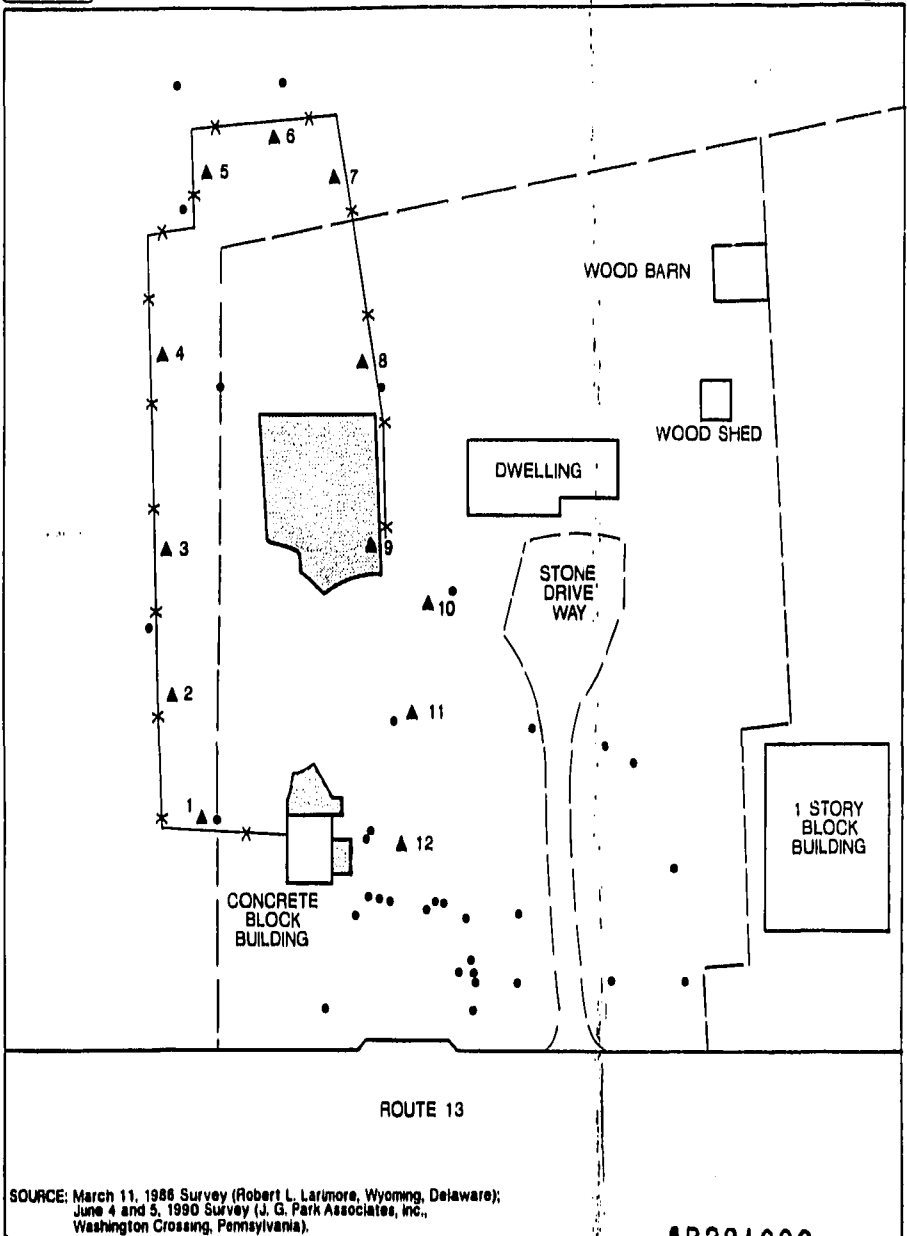 6
5
7
WOOD BARN
4
8
WOOD SHED
DWELLING
3
9
STONE
DRIVE
WAY
10
2
11
1
12
1 STORY
BLOCK
BUILDING
CONCRETE
BLOCK
BUILDING
ROUTE 13
SOURCE: March 11, 1986 Survey (Robert L. Larimore, Wyoming, Delaware);
June 4 and 5, 1990 Survey (J. G. Park Associates, Inc.,
Washington Crossing, Pennsylvania).